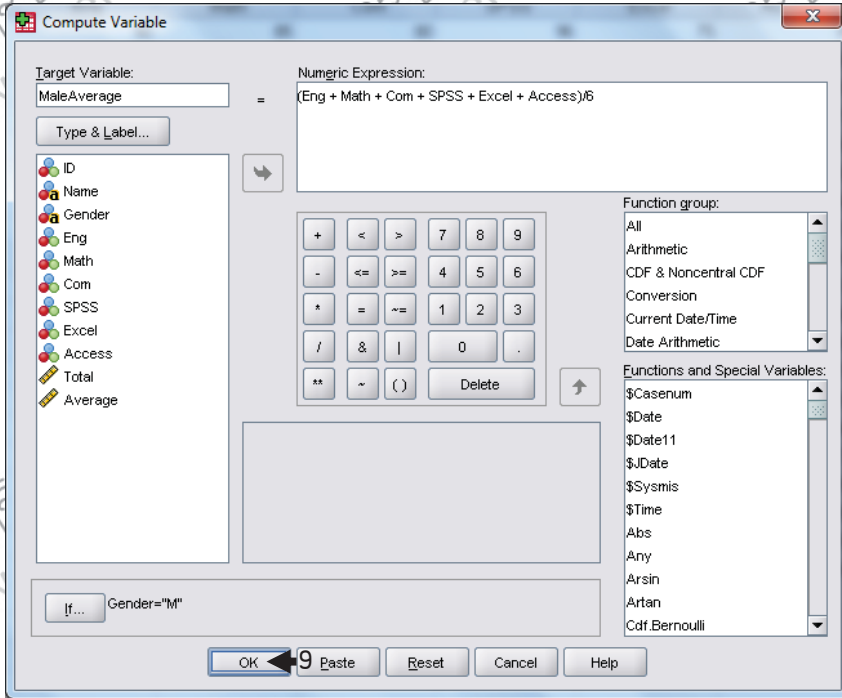 Compute Variable
x
Target Variable:
MaleAverage
=
Numeric Expression:
(Eng + Math + Com + SPSS + Excel + Access)/6
Type & Label...
ID
Name
Gender
Eng
Math
Com
SPSS
Excel
Access
Total
Average
+ < > 7 8 9
- <= >= 4 5 6
* = ~= 1 2 3
/ & | 0 .
** ~ ( ) Delete
Function group:
All
Arithmetic
CDF & Noncentral CDF
Conversion
Current Date/Time
Date Arithmetic
Functions and Special Variables:
$Casenum
$Date
$Date11
$JDate
$Sysmis
$Time
Abs
Any
Arsin
Artan
Cdf.Bernoulli
If... Gender="M"
OK 9 Paste Reset Cancel Help